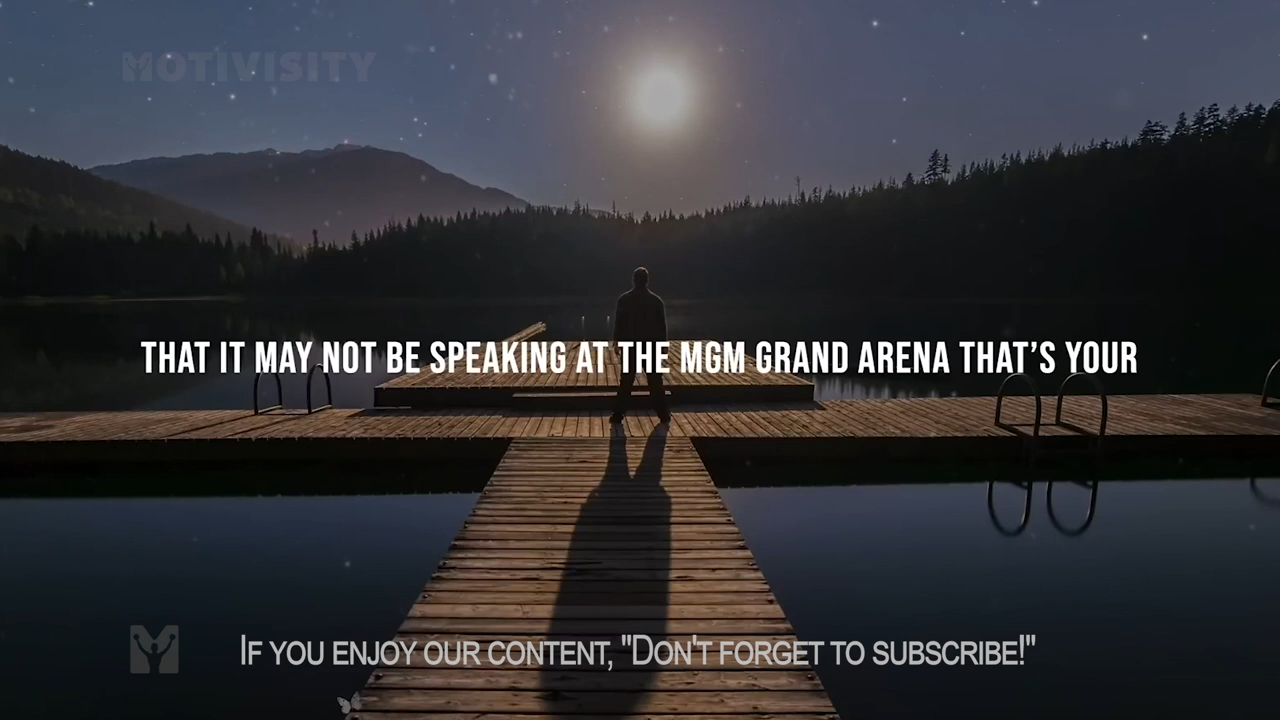 MOTIVISITY
THAT IT MAY NOT BE SPEAKING AT THE MGM GRAND ARENA THAT'S YOUR
IF YOU ENJOY OUR CONTENT, "DON'T FORGET TO SUBSCRIBE!"